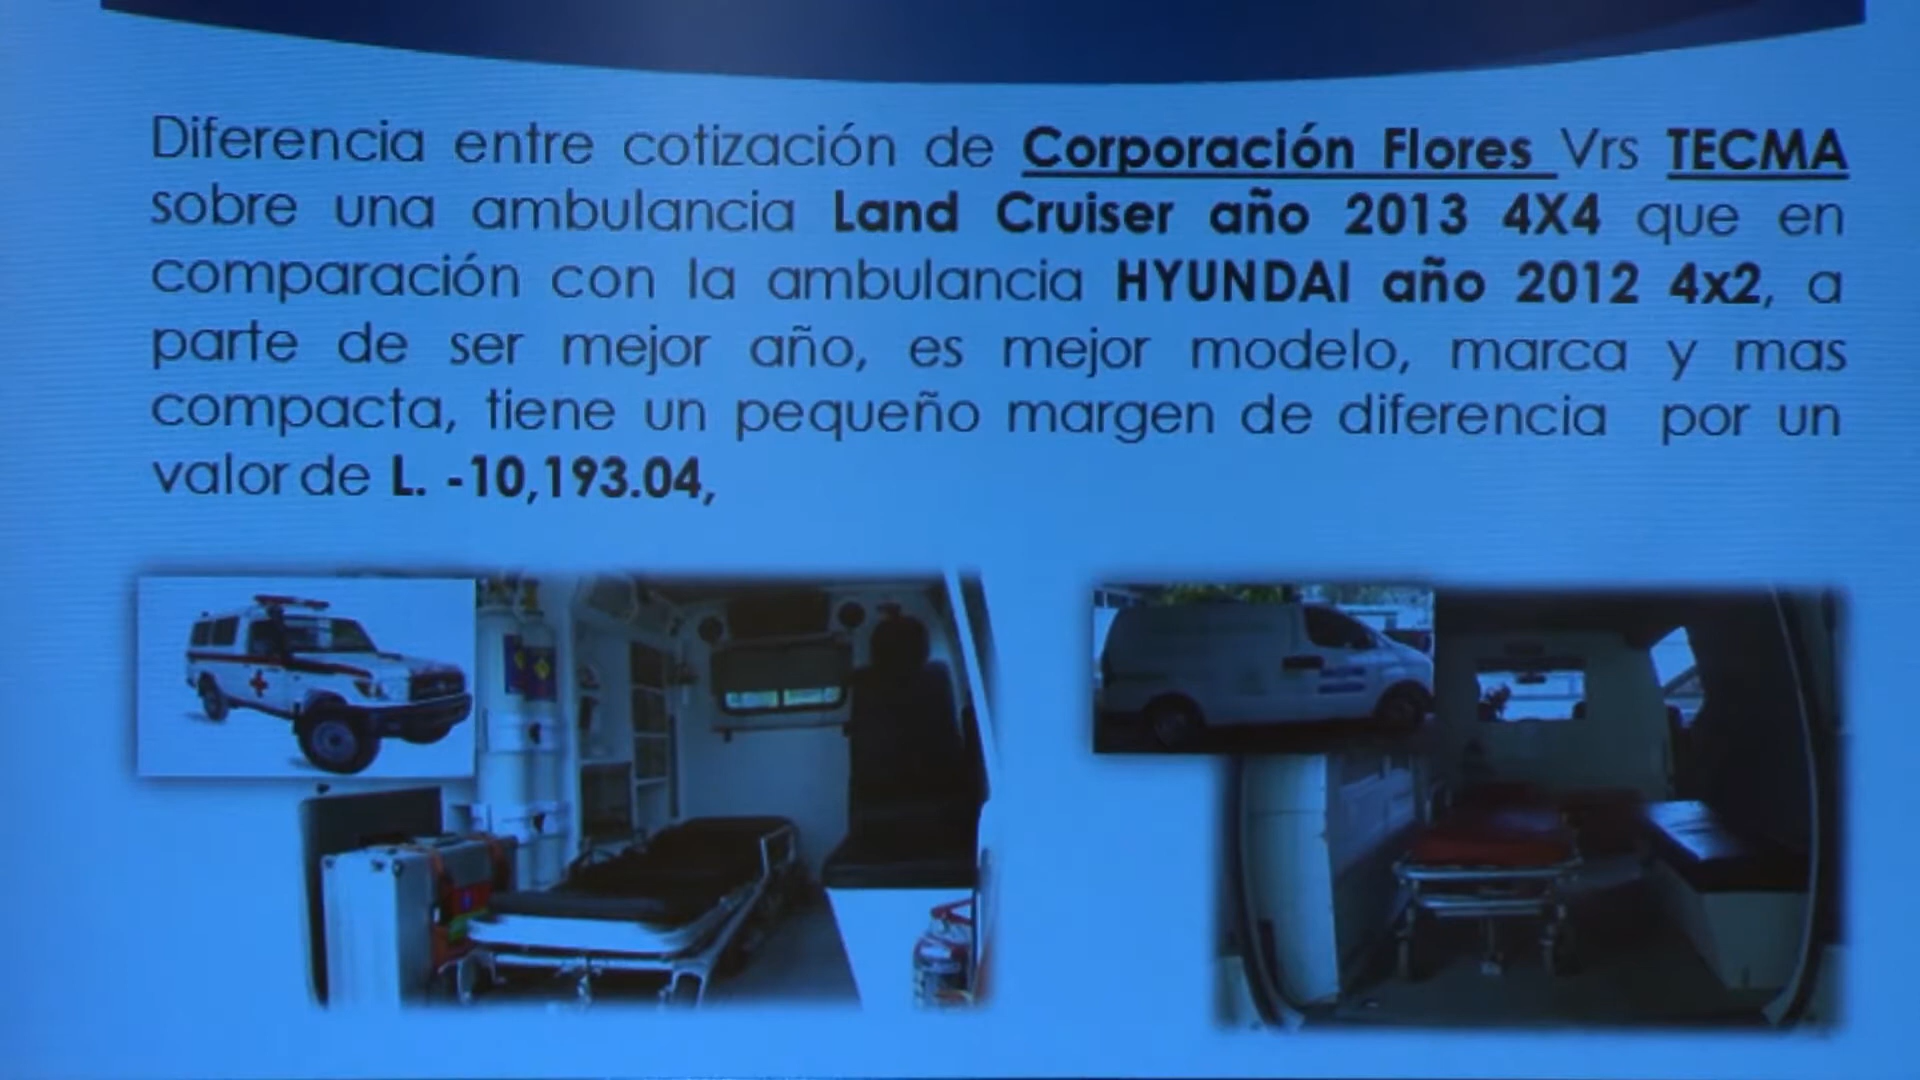 Diferencia entre cotización de Corporación Flores Vrs TECMA
sobre una ambulancia Land Cruiser año 2013 4X4 que en
comparación con la ambulancia HYUNDAI año 2012 4x2, a
parte de ser mejor año, es mejor modelo, marca y mas
compacta, tiene un pequeño margen de diferencia por un
valor de L. -10,193.04,